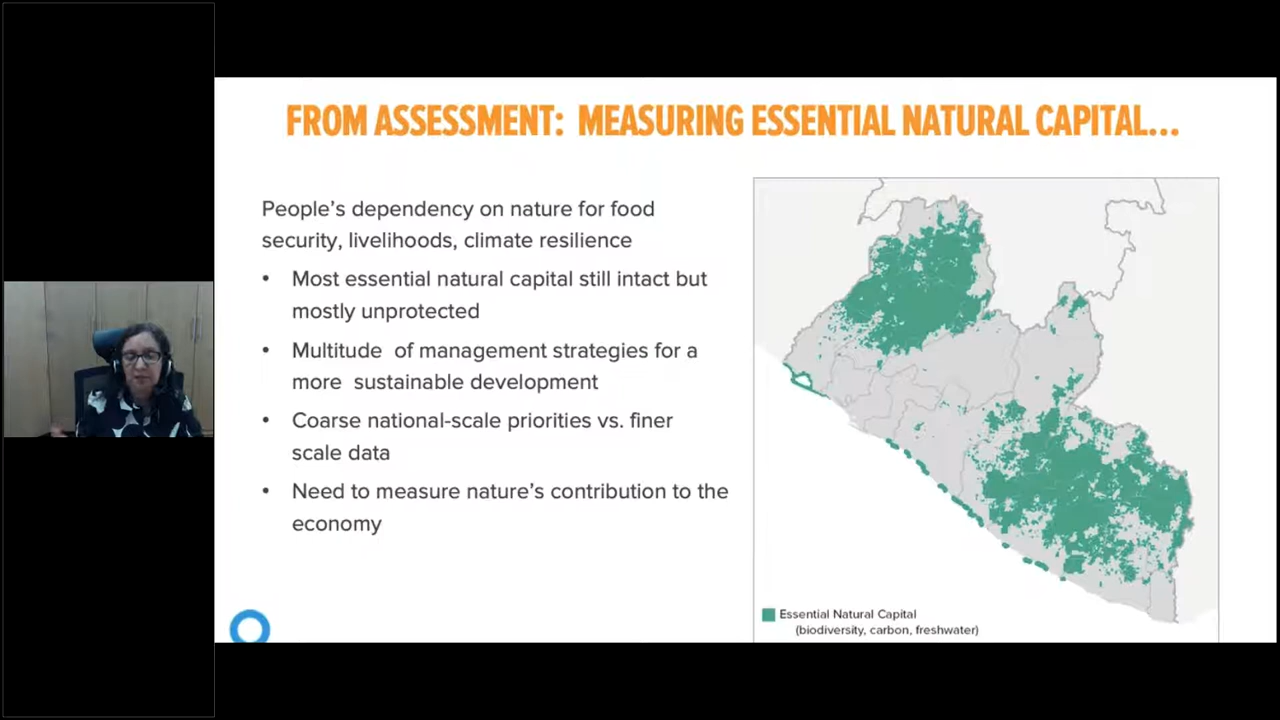 FROM ASSESSMENT: MEASURING ESSENTIAL NATURAL CAPITAL...
People's dependency on nature for food
security, livelihoods, climate resilience
• Most essential natural capital still intact but
mostly unprotected
• Multitude of management strategies for a
more sustainable development
• Coarse national-scale priorities vs. finer
scale data
• Need to measure nature's contribution to the
economy
Essential Natural Capital
(biodiversity, carbon, freshwater)